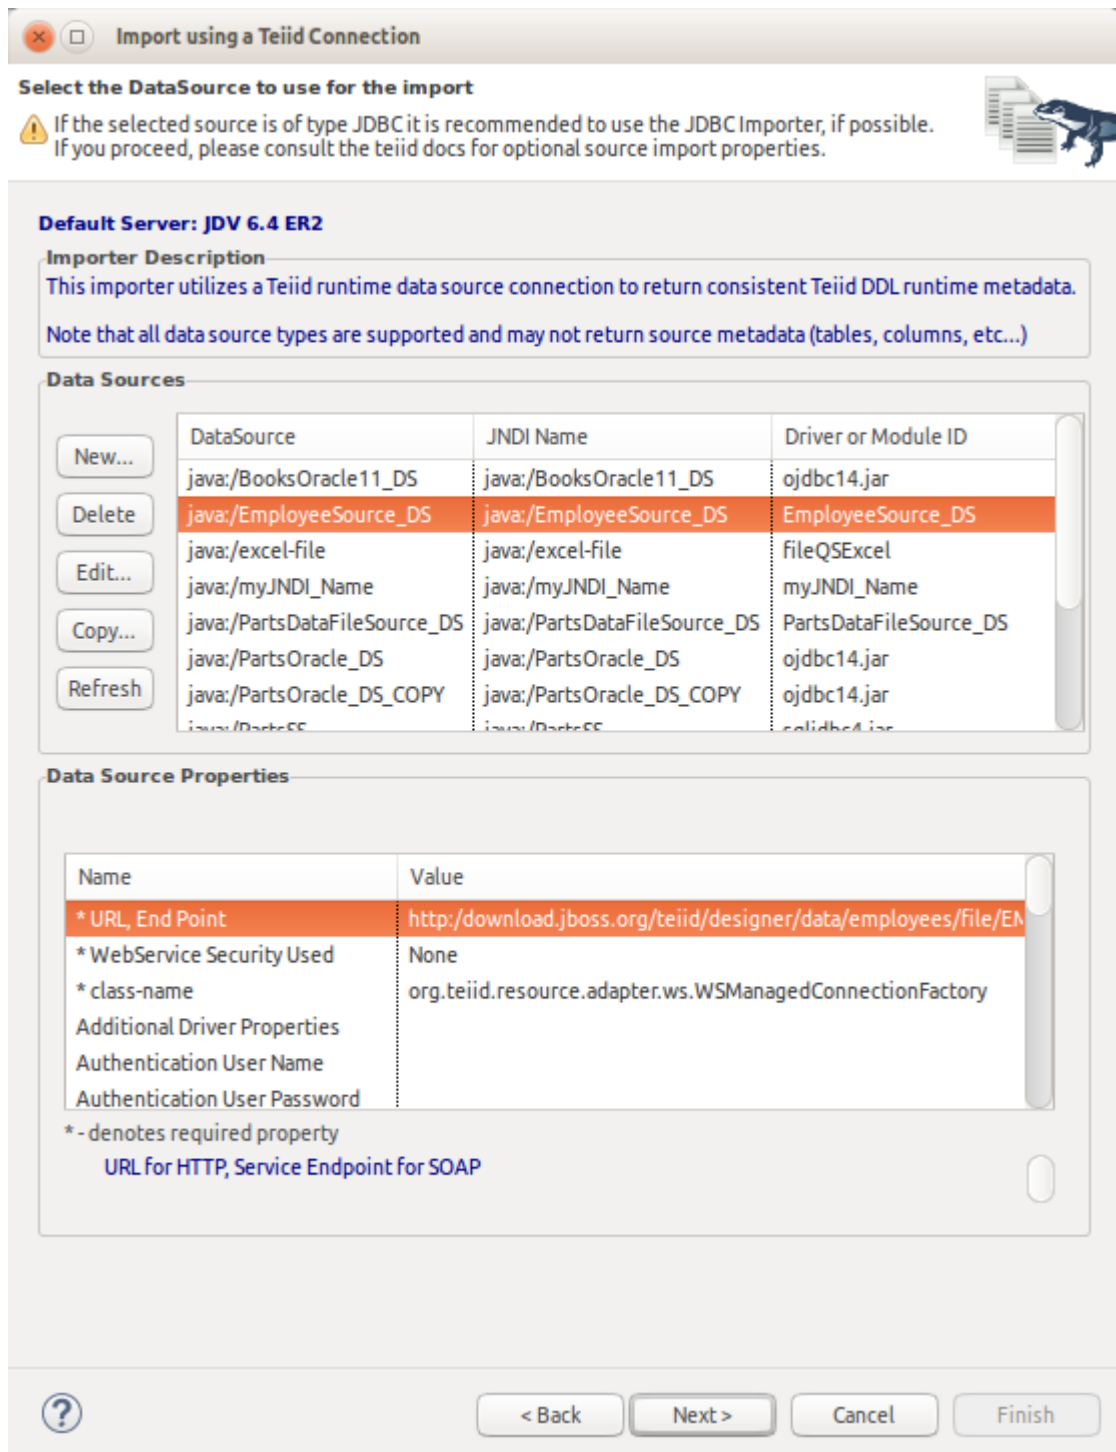 Import using a Teiid Connection
Select the DataSource to use for the import
If the selected source is of type JDBC it is recommended to use the JDBC Importer, if possible.
If you proceed, please consult the teiid docs for optional source import properties.
Default Server: JDV 6.4 ER2
Importer Description
This importer utilizes a Teiid runtime data source connection to return consistent Teiid DDL runtime metadata.
Note that all data source types are supported and may not return source metadata (tables, columns, etc...)
Data Sources
New...
Delete
Edit...
Copy...
Refresh
DataSource JNDI Name Driver or Module ID
java:/BooksOracle11_DS java:/BooksOracle11_DS ojdbc14.jar
java:/EmployeeSource_DS java:/EmployeeSource_DS EmployeeSource_DS
java:/excel-file java:/excel-file fileQSExcel
java:/myJNDI_Name java:/myJNDI_Name myJNDI_Name
java:/PartsDataFileSource_DS java:/PartsDataFileSource_DS PartsDataFileSource_DS
java:/PartsOracle_DS java:/PartsOracle_DS ojdbc14.jar
java:/PartsOracle_DS_COPY java:/PartsOracle_DS_COPY ojdbc14.jar
java:/PartsSS java:/PartsSS sqljdbc4.jar
Data Source Properties
Name Value
* URL, End Point http:/download.jboss.org/teiid/designer/data/employees/file/EM
* WebService Security Used None
* class-name org.teiid.resource.adapter.ws.WSManagedConnectionFactory
Additional Driver Properties
Authentication User Name
Authentication User Password
* - denotes required property
URL for HTTP, Service Endpoint for SOAP
?
< Back
Next >
Cancel
Finish